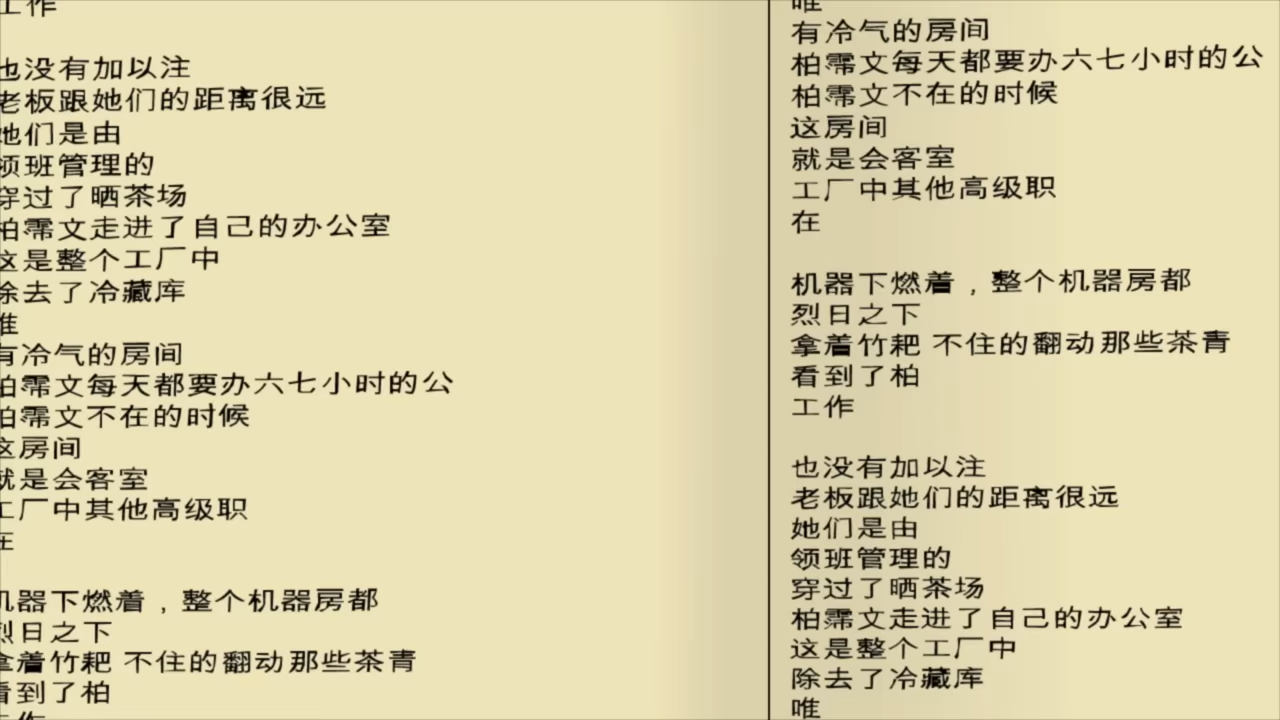 工作
也没有加以注
老板跟她们的距离很远
她们是由
领班管理的
穿过了晒茶场
柏霈文走进了自己的办公室
这是整个工厂中
除去了冷藏库
唯
有冷气的房间
柏霈文每天都要办六七小时的公
柏霈文不在的时候
这房间
就是会客室
工厂中其他高级职
在
机器下燃着，整个机器房都
烈日之下
拿着竹耙 不住的翻动那些茶青
看到了柏
工作
唯
有冷气的房间
柏霈文每天都要办六七小时的公
柏霈文不在的时候
这房间
就是会客室
工厂中其他高级职
在
机器下燃着，整个机器房都
烈日之下
拿着竹耙 不住的翻动那些茶青
看到了柏
工作
也没有加以注
老板跟她们的距离很远
她们是由
领班管理的
穿过了晒茶场
柏霈文走进了自己的办公室
这是整个工厂中
除去了冷藏库
唯